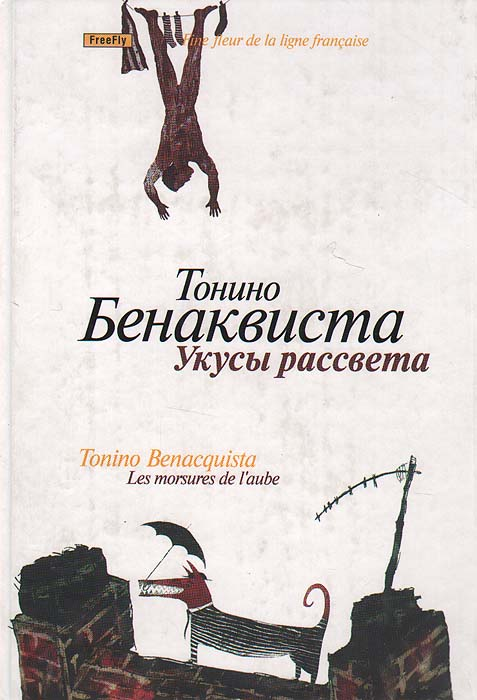 FreeFly
Fine fleur de la ligne française
Тонино
Бенаквиста
Укусы рассвета
Tonino Benacquista
Les morsures de l'aube